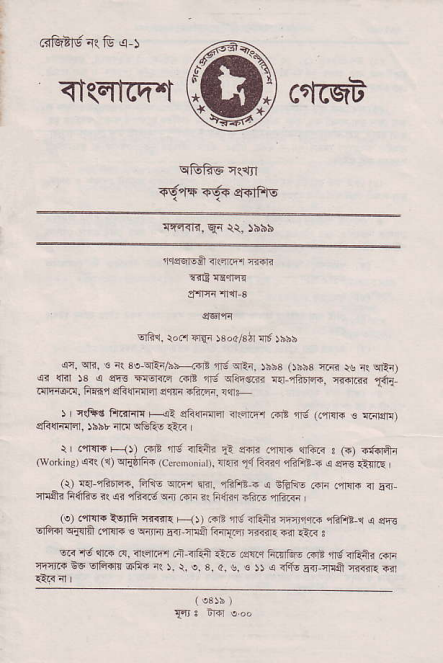 রেজিষ্টার্ড নং ডি এ-১
গণপ্রজাতন্ত্রী বাংলাদেশ
সরকার
বাংলাদেশ গেজেট
অতিরিক্ত সংখ্যা
কর্তৃপক্ষ কর্তৃক প্রকাশিত
মঙ্গলবার, জুন ২২, ১৯৯৯
গণপ্রজাতন্ত্রী বাংলাদেশ সরকার
স্বরাষ্ট্র মন্ত্রণালয়
প্রশাসন শাখা-৪
প্রজ্ঞাপন
তারিখ, ২০শে ফাল্গুন ১৪০৫/৪ঠা মার্চ ১৯৯৯
এস, আর, ও নং ৪৩-আইন/৯৯—কোষ্ট গার্ড আইন, ১৯৯৪ (১৯৯৪ সনের ২৬ নং আইন)
এর ধারা ১৪ এ প্রদত্ত ক্ষমতাবলে কোষ্ট গার্ড অধিদপ্তরের মহা-পরিচালক, সরকারের পূর্বানু-
মোদনক্রমে, নিম্নরূপ প্রবিধানমালা প্রণয়ন করিলেন, যথাঃ—
১। সংক্ষিপ্ত শিরোনাম।—এই প্রবিধানমালা বাংলাদেশ কোষ্ট গার্ড (পোষাক ও মনোগ্রাম)
প্রবিধানমালা, ১৯৯৮ নামে অভিহিত হইবে।
২। পোষাক।—(১) কোষ্ট গার্ড বাহিনীর দুই প্রকার পোষাক থাকিবে ঃ (ক) কর্মকালীন
(Working) এবং (খ) আনুষ্ঠানিক (Ceremonial), যাহার পূর্ণ বিবরণ পরিশিষ্ট-ক এ প্রদত্ত হইয়াছে।
(২) মহা-পরিচালক, লিখিত আদেশ দ্বারা, পরিশিষ্ট-ক এ উল্লিখিত কোন পোষাক বা দ্রব্য-
সামগ্রীর নির্ধারিত রং এর পরিবর্তে অন্য কোন রং নির্ধারণ করিতে পারিবেন।
(৩) পোষাক ইত্যাদি সরবরাহ।—(১) কোষ্ট গার্ড বাহিনীর সদস্যগণকে পরিশিষ্ট-খ এ প্রদত্ত
তালিকা অনুযায়ী পোষাক ও অন্যান্য দ্রব্য-সামগ্রী বিনামূল্যে সরবরাহ করা হইবে ঃ
তবে শর্ত থাকে যে, বাংলাদেশ নৌ-বাহিনী হইতে প্রেষণে নিয়োজিত কোষ্ট গার্ড বাহিনীর কোন
সদস্যকে উক্ত তালিকায় ক্রমিক নং ১, ২, ৩, ৪, ৫, ৬, ও ১১ এ বর্ণিত দ্রব্য-সামগ্রী সরবরাহ করা
হইবে না।
( ৩৪১৯ )
মূল্য ঃ টাকা ৩·০০